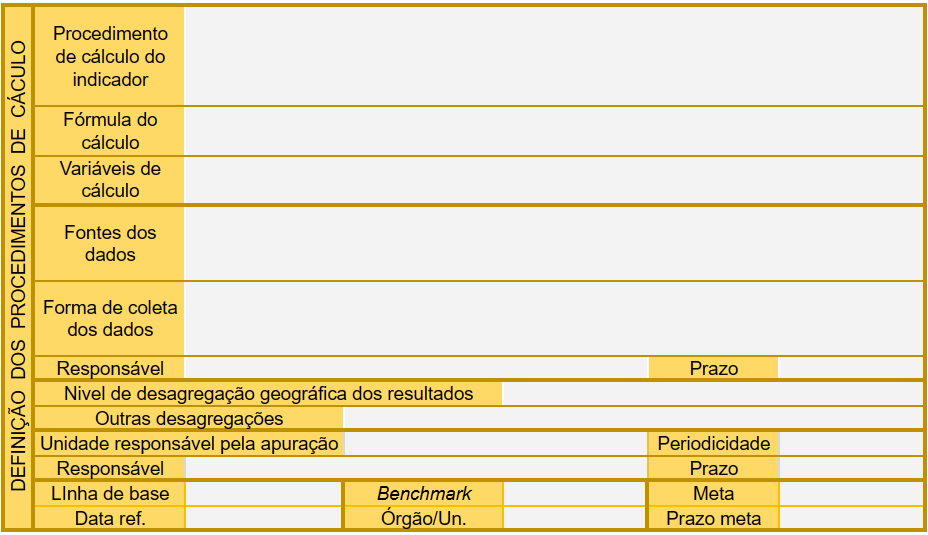 DEFINIÇÃO DOS PROCEDIMENTOS DE CÁCULO
Procedimento
de cálculo do
indicador
Fórmula do
cálculo
Variáveis de
cálculo
Fontes dos
dados
Forma de coleta
dos dados
Responsável Prazo
Nivel de desagregação geográfica dos resultados
Outras desagregações
Unidade responsável pela apuração Periodicidade
Responsável Prazo
LInha de base Benchmark Meta
Data ref. Órgão/Un. Prazo meta